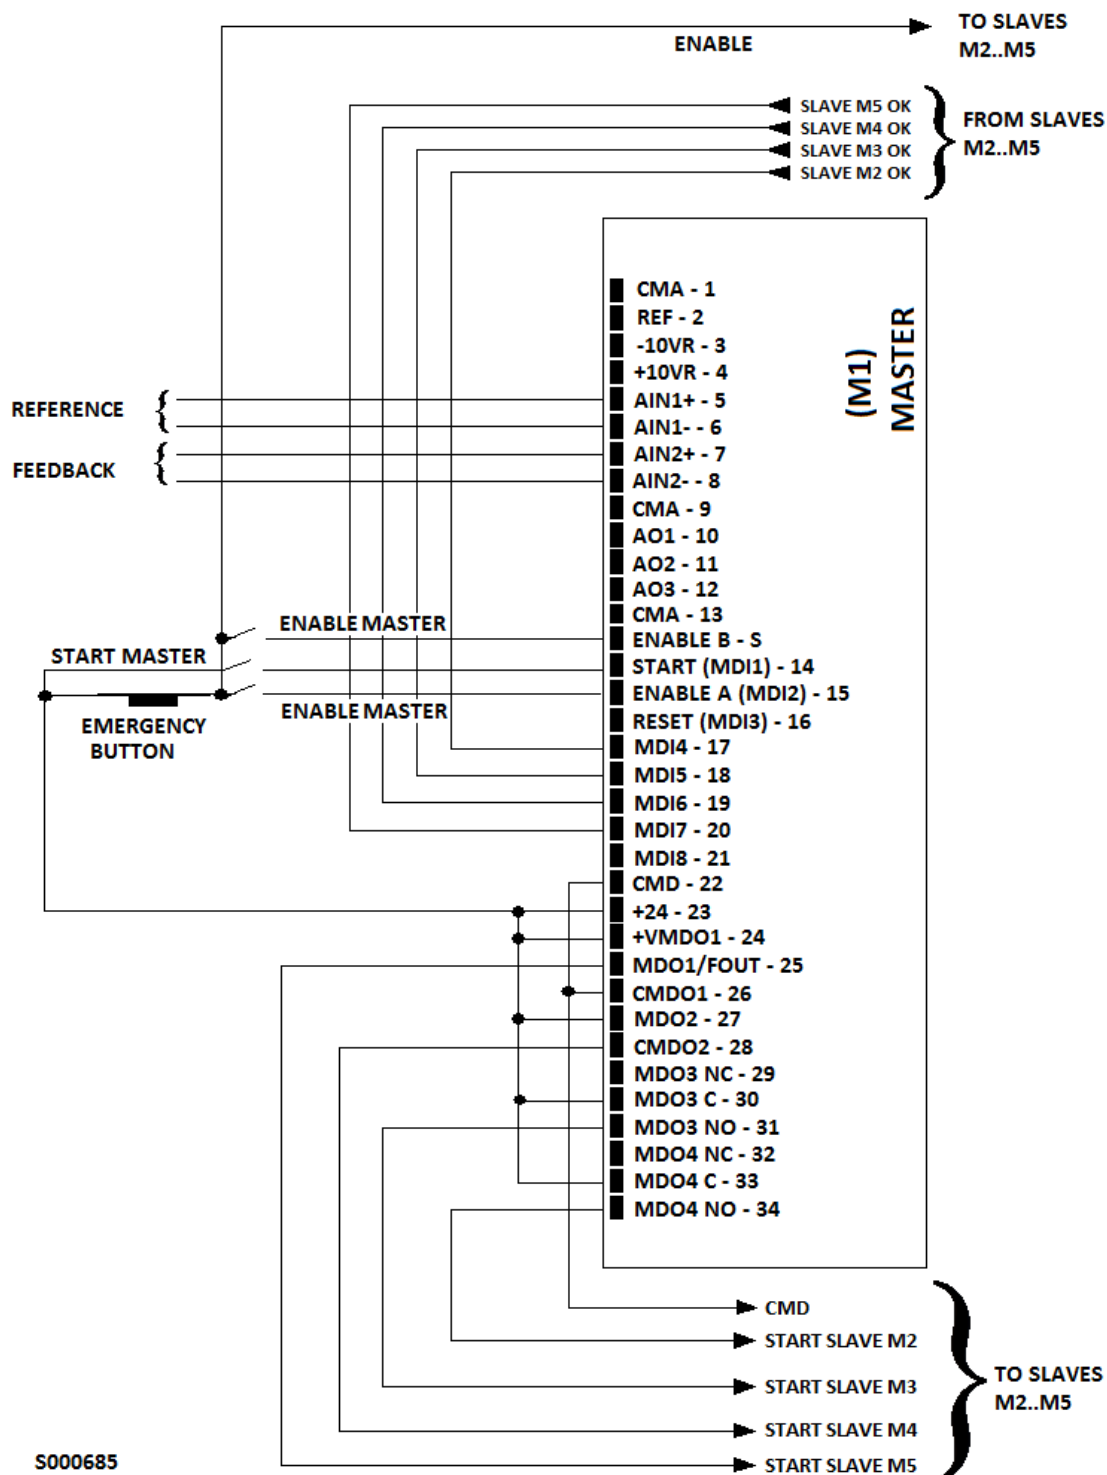 TO SLAVES
M2..M5
ENABLE
SLAVE M5 OK
SLAVE M4 OK
SLAVE M3 OK
SLAVE M2 OK
FROM SLAVES
M2..M5
(M1)
MASTER
CMA - 1
REF - 2
-10VR - 3
+10VR - 4
REFERENCE
AIN1+ - 5
AIN1- - 6
FEEDBACK
AIN2+ - 7
AIN2- - 8
CMA - 9
AO1 - 10
AO2 - 11
AO3 - 12
CMA - 13
ENABLE MASTER
ENABLE B - S
START MASTER
START (MDI1) - 14
ENABLE A (MDI2) - 15
ENABLE MASTER
EMERGENCY
BUTTON
RESET (MDI3) - 16
MDI4 - 17
MDI5 - 18
MDI6 - 19
MDI7 - 20
MDI8 - 21
CMD - 22
+24 - 23
+VMDO1 - 24
MDO1/FOUT - 25
CMDO1 - 26
MDO2 - 27
CMDO2 - 28
MDO3 NC - 29
MDO3 C - 30
MDO3 NO - 31
MDO4 NC - 32
MDO4 C - 33
MDO4 NO - 34
CMD
START SLAVE M2
START SLAVE M3
START SLAVE M4
START SLAVE M5
TO SLAVES
M2..M5
S000685